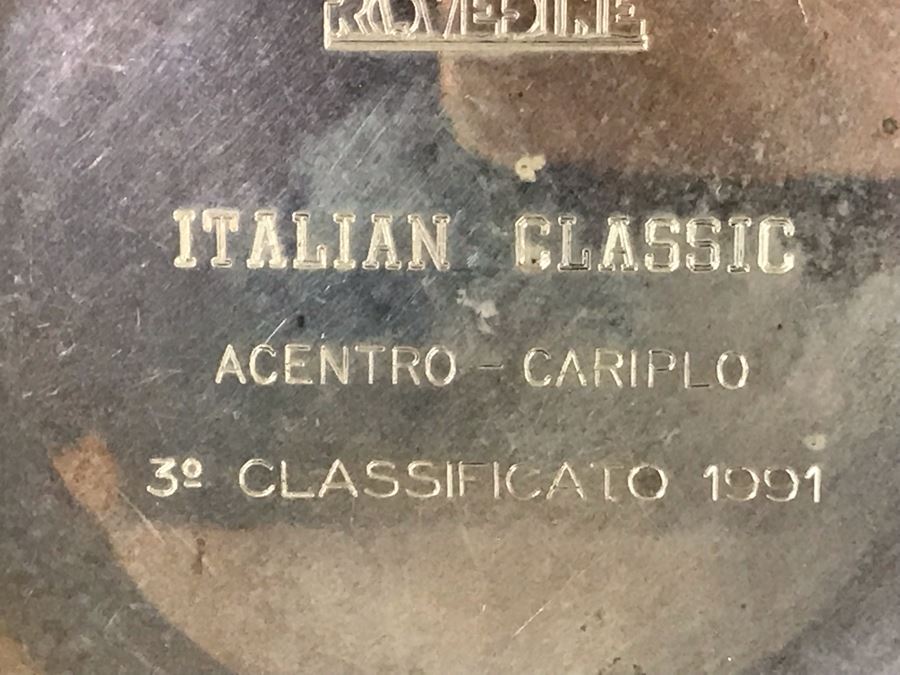 ITALIAN CLASSIC
ACENTRO - CARIPLO
3º CLASSIFICATO 1991